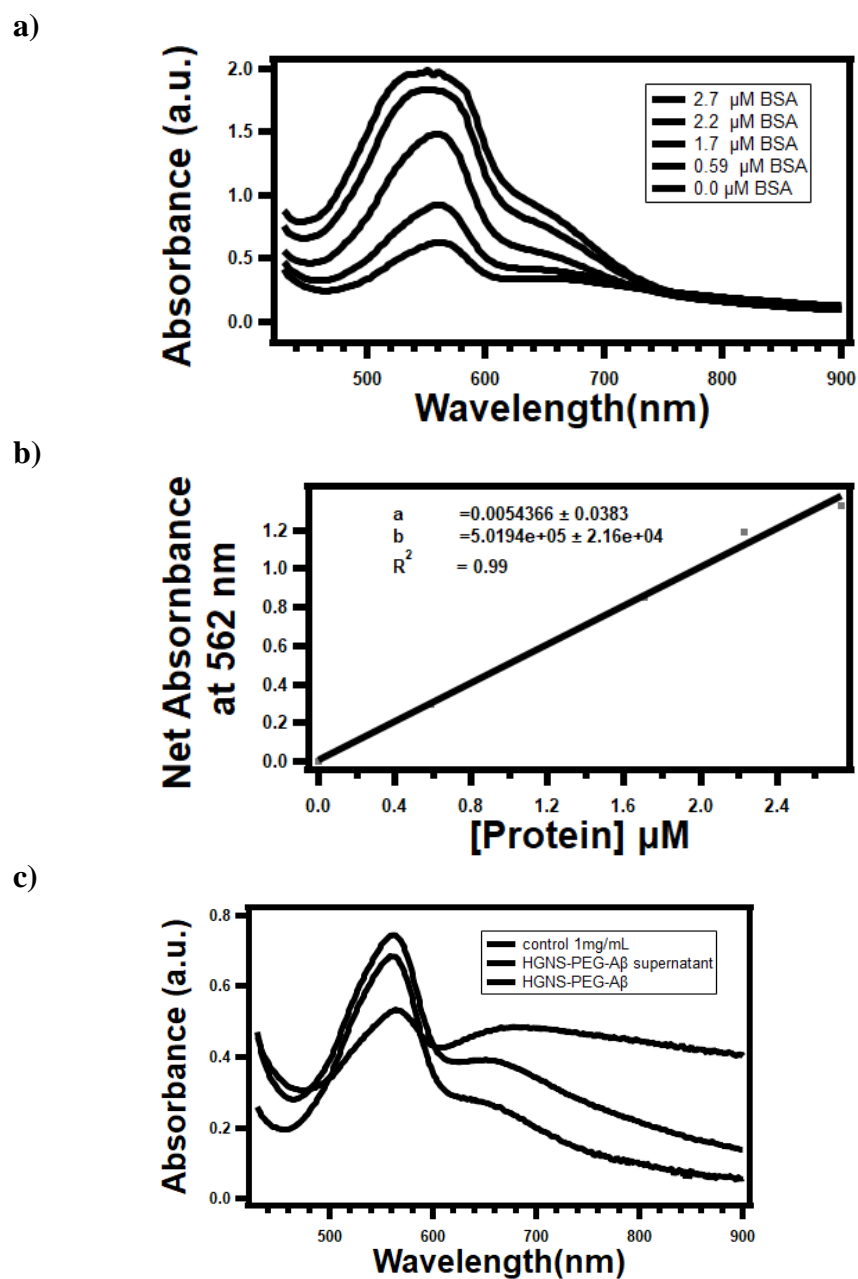 a)
Absorbance (a.u.)
2.0
1.5
1.0
0.5
0.0
2.7 µM BSA
2.2 µM BSA
1.7 µM BSA
0.59 µM BSA
0.0 µM BSA
500 600 700 800 900
Wavelength(nm)
b)
Net Absornbance
at 562 nm
1.2
1.0
0.8
0.6
0.4
0.2
0.0
a =0.0054366 ± 0.0383
b =5.0194e+05 ± 2.16e+04
R² = 0.99
0.0 0.4 0.8 1.2 1.6 2.0 2.4
[Protein] µM
c)
Absorbance (a.u.)
0.8
0.6
0.4
0.2
0.0
control 1mg/mL
HGNS-PEG-Aβ supernatant
HGNS-PEG-Aβ
500 600 700 800 900
Wavelength(nm)